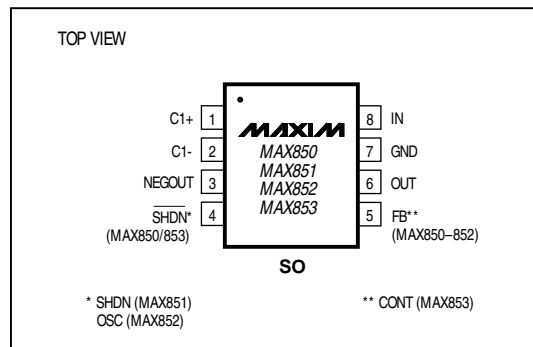 TOP VIEW
C1+ 1
C1- 2
NEGOUT 3
SHDN* 4
(MAX850/853)
MAXIM
MAX850
MAX851
MAX852
MAX853
8 IN
7 GND
6 OUT
5 FB**
(MAX850–852)
SO
* SHDN (MAX851)
OSC (MAX852)
** CONT (MAX853)